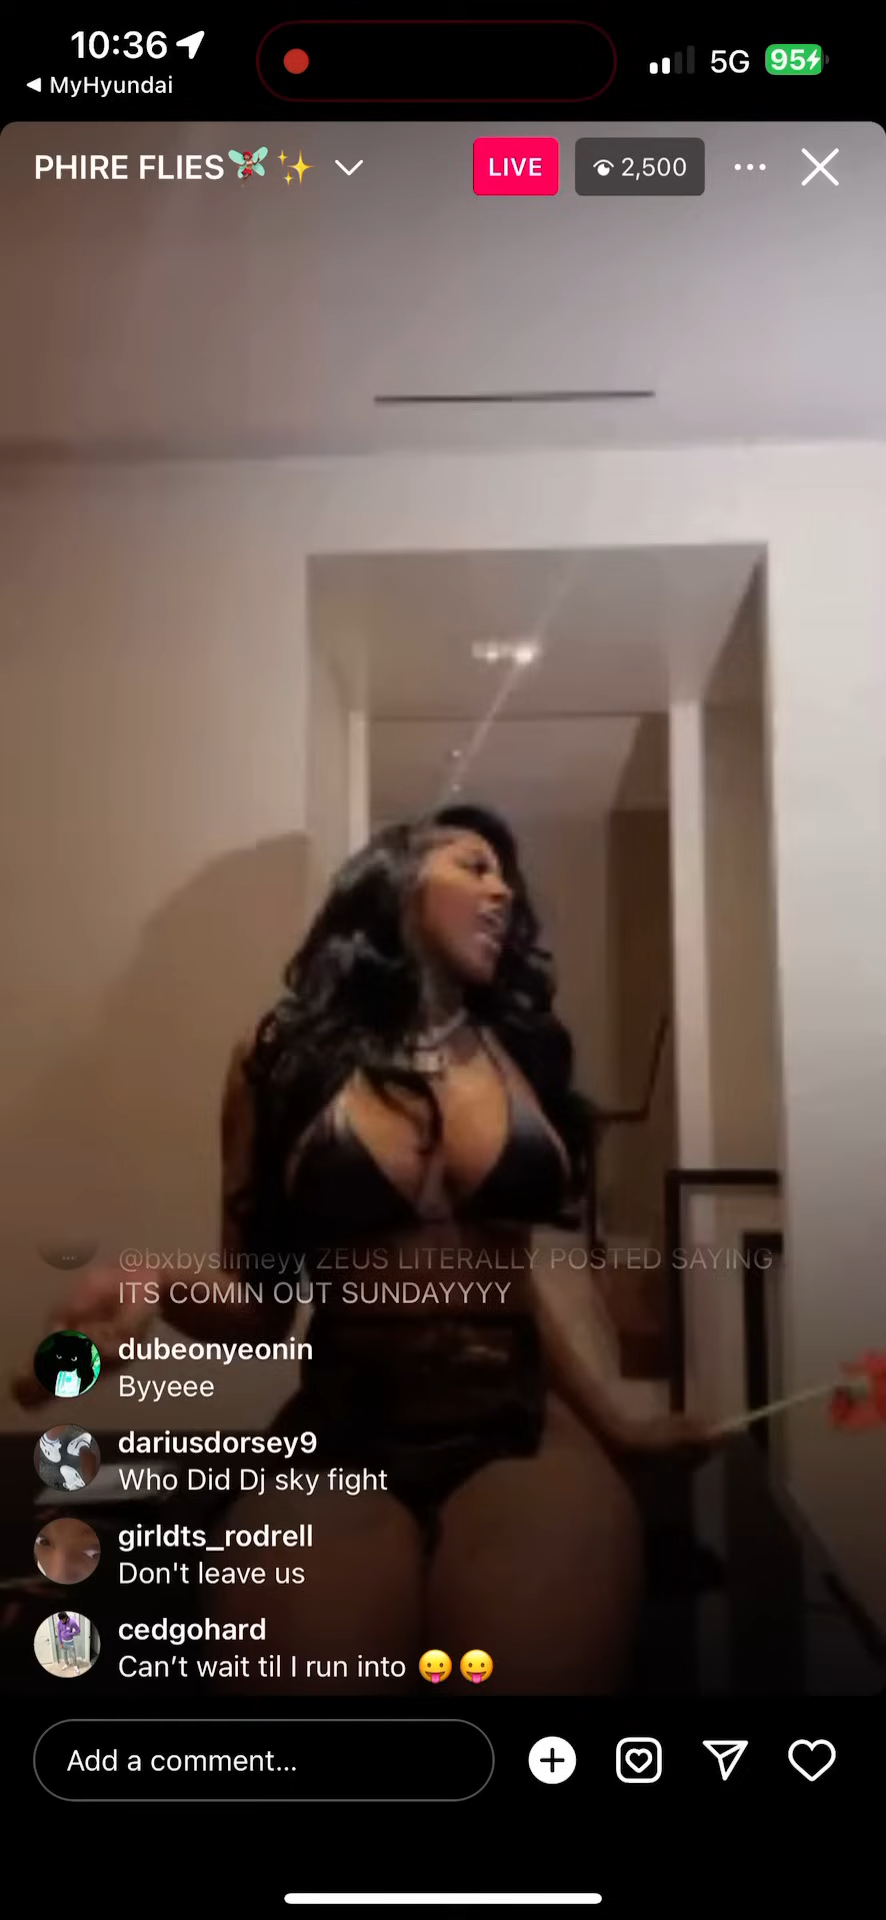 10:36
5G
95
◀ MyHyundai
PHIRE FLIES🧚✨
LIVE
2,500
@bxbyslimeyy ZEUS LITERALLY POSTED SAYING
ITS COMIN OUT SUNDAYYYY
dubeonyeonin
Byyeee
dariusdorsey9
Who Did Dj sky fight
girldts_rodrell
Don't leave us
cedgohard
Can’t wait til I run into 😛😛
Add a comment...